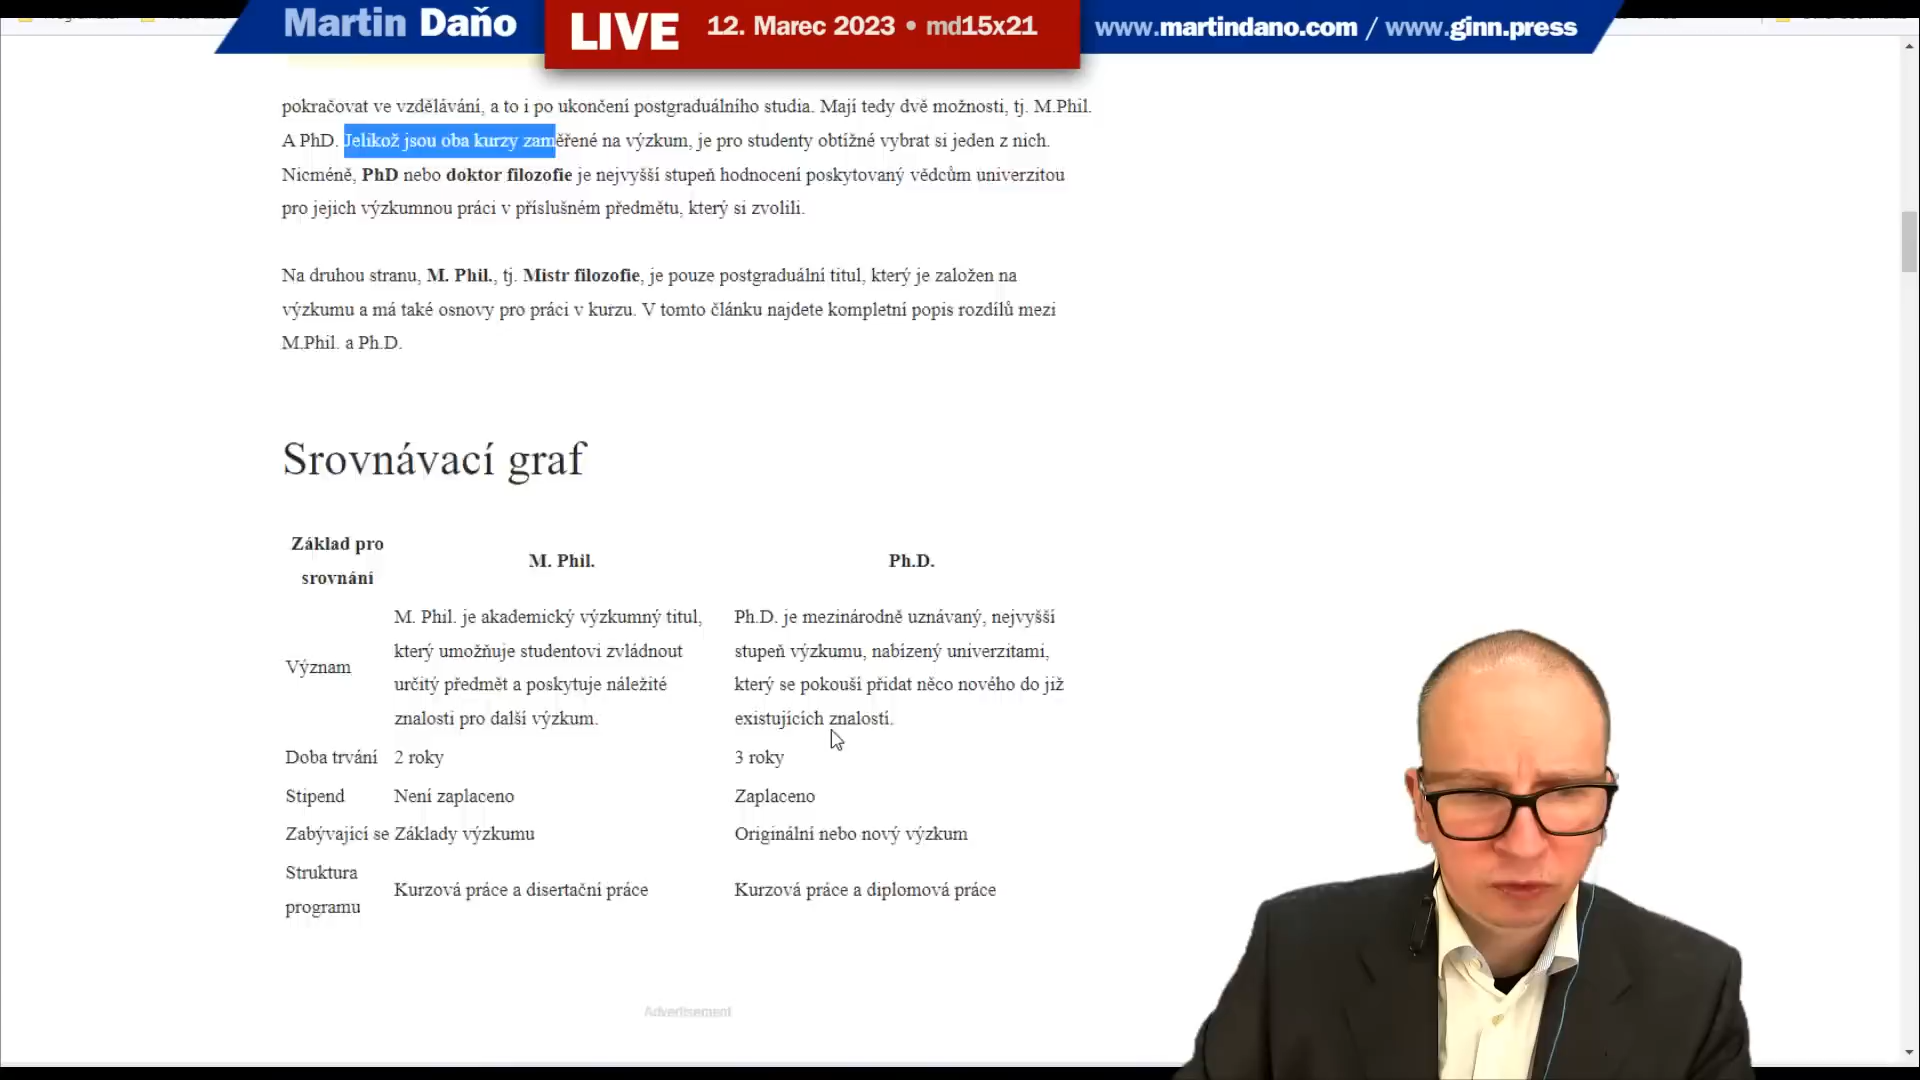 Martin Daňo
LIVE
12. Marec 2023 • md15x21
www.martindano.com / www.ginn.press
pokračovat ve vzdělávání, a to i po ukončení postgraduálního studia. Mají tedy dvě možnosti, tj. M.Phil.
A PhD. Jelikož jsou oba kurzy zaměřené na výzkum, je pro studenty obtížné vybrat si jeden z nich.
Nicméně, PhD nebo doktor filozofie je nejvyšší stupeň hodnocení poskytovaný vědcům univerzitou
pro jejich výzkumnou práci v příslušném předmětu, který si zvolili.
Na druhou stranu, M. Phil., tj. Mistr filozofie, je pouze postgraduální titul, který je založen na
výzkumu a má také osnovy pro práci v kurzu. V tomto článku najdete kompletní popis rozdílů mezi
M.Phil. a Ph.D.
Srovnávací graf
Základ pro
srovnání
M. Phil.
Ph.D.
Význam
M. Phil. je akademický výzkumný titul,
který umožňuje studentovi zvládnout
určitý předmět a poskytuje náležité
znalosti pro další výzkum.
Ph.D. je mezinárodně uznávaný, nejvyšší
stupeň výzkumu, nabízený univerzitami,
který se pokouší přidat něco nového do již
existujících znalostí.
Doba trvání 2 roky 3 roky
Stipend Není zaplaceno Zaplaceno
Zabývající se Základy výzkumu Originální nebo nový výzkum
Struktura
programu
Kurzová práce a disertační práce Kurzová práce a diplomová práce
Advertisement